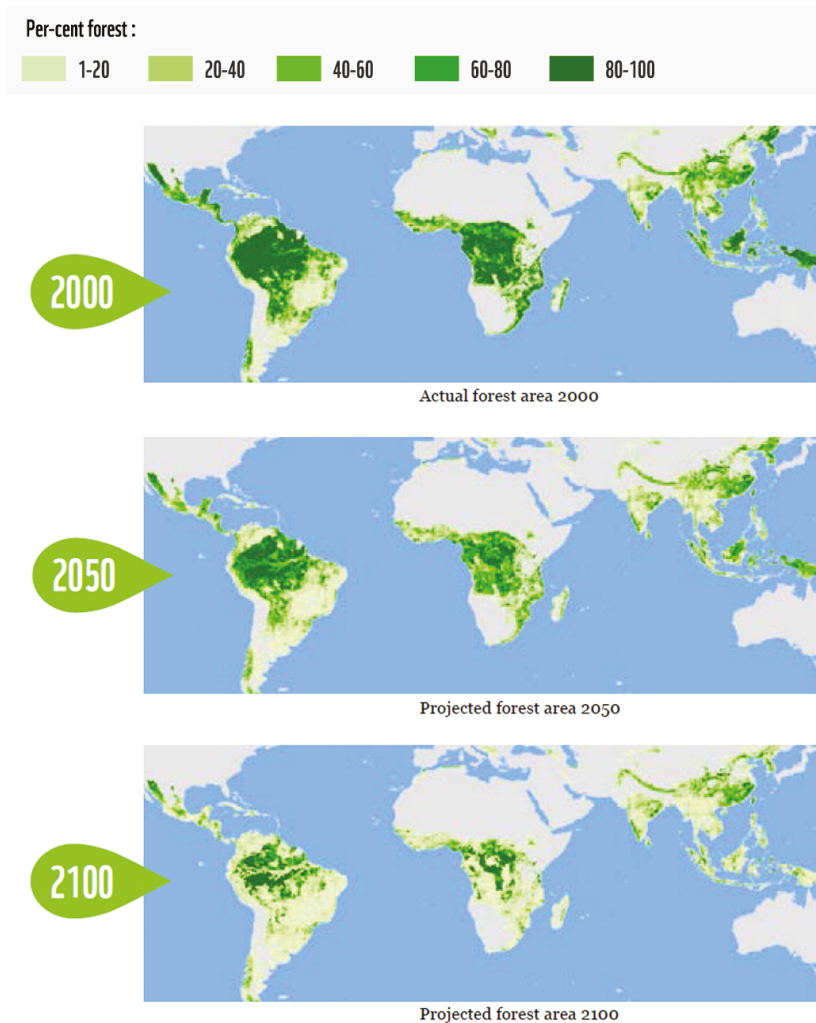 Per-cent forest :
1-20 20-40 40-60 60-80 80-100
2000
Actual forest area 2000
2050
Projected forest area 2050
2100
Projected forest area 2100